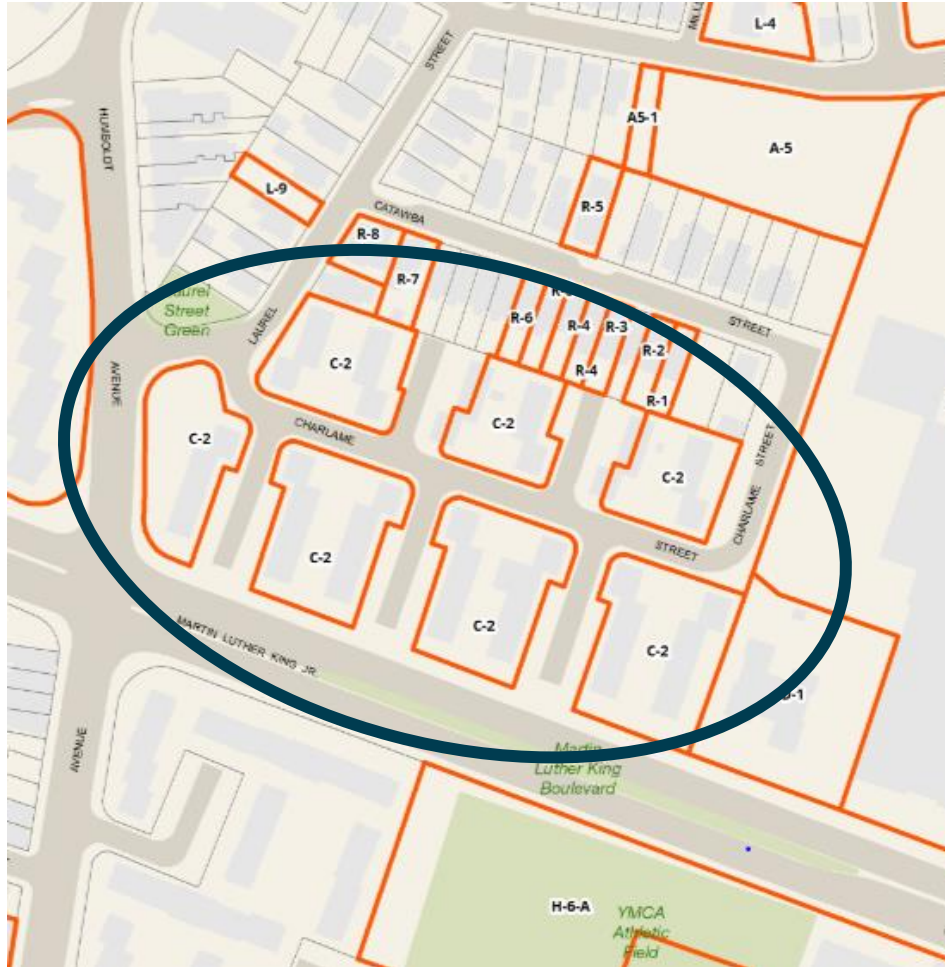 L-4
STREET
HUMBOLDT
A5-1
A-5
L-9
R-5
CATAWBA
R-8
R-7
Street
Green
LAUREL
R-6
R-4
R-3
STREET
R-2
C-2
R-4
R-1
AVENUE
C-2
C-2
CHARLAME
C-2
STREET
CHARLAME
STREET
C-2
C-2
C-2
MARTIN LUTHER KING JR.
C-2
AVENUE
Martin
Luther King
Boulevard
H-6-A
YMCA
Athletic
Field